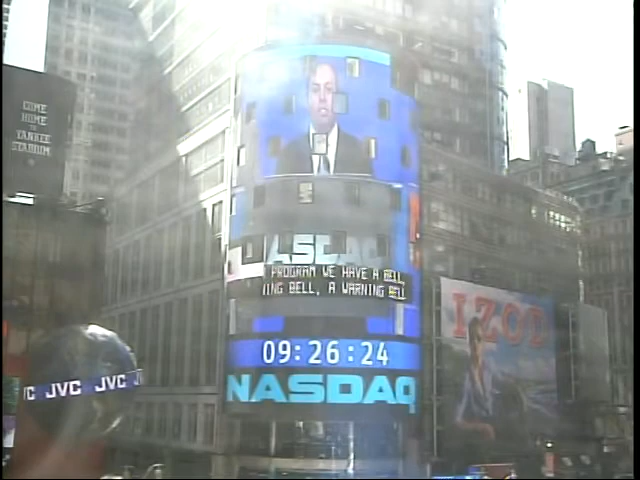 COME
HOME
TO
YANKEE
STADIUM
ASDAQ
PROGRAM WE HAVE A BELL,
ING BELL, A WARNING BELL
IZOD
09:26:24
NASDAQ
JVC JVC